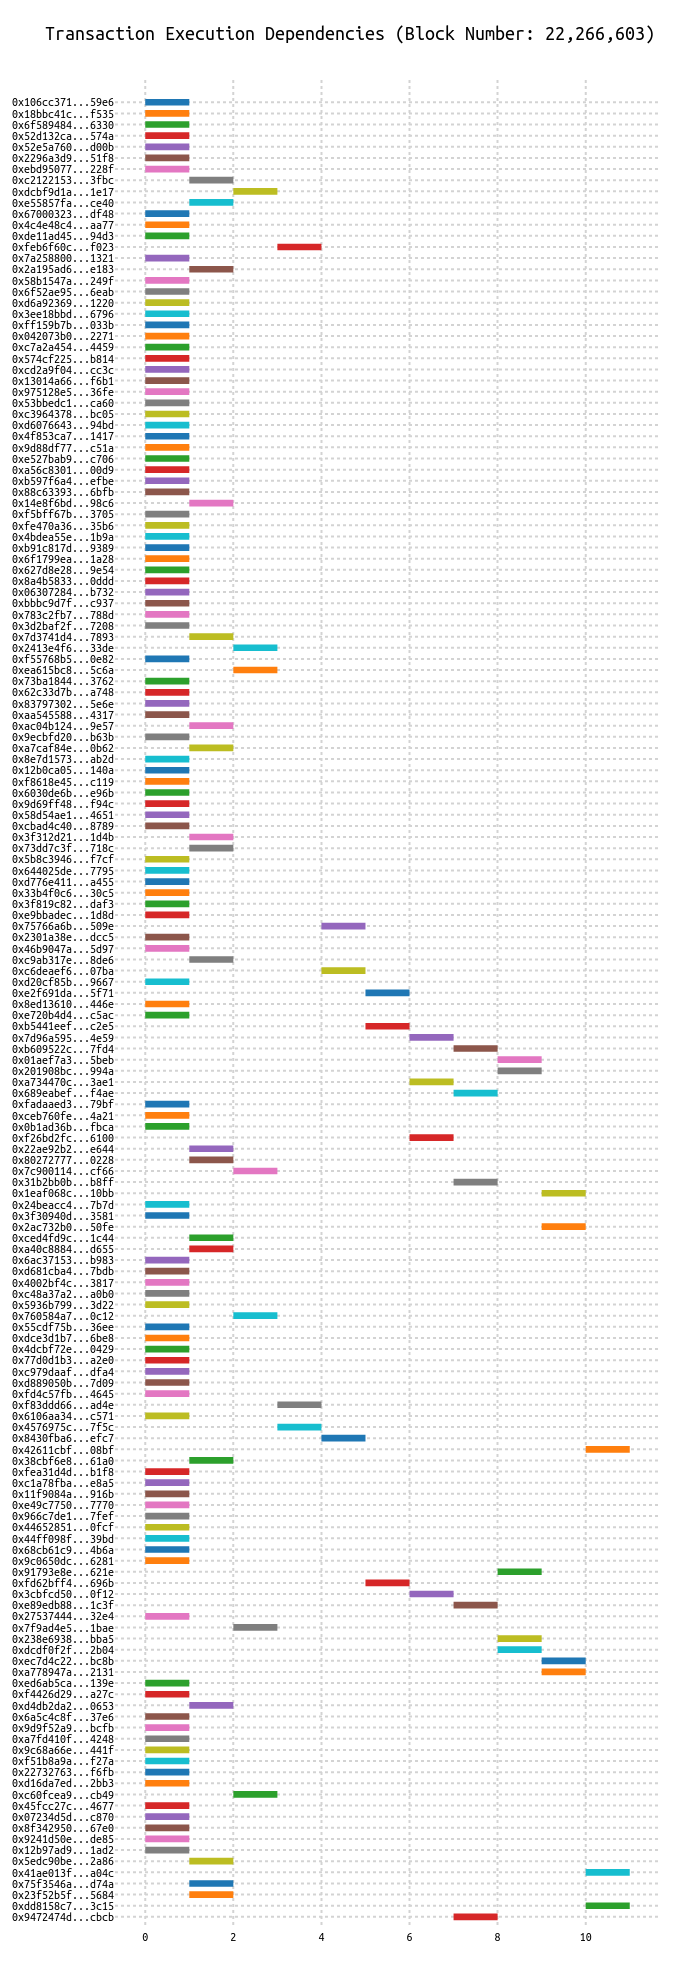 Transaction Execution Dependencies (Block Number: 22,266,603)
0x106cc371...59e6
0x18bbc41c...f535
0x6f589484...6330
0x52d132ca...574a
0x52e5a760...d00b
0x2296a3d9...51f8
0xebd95077...228f
0xc2122153...3fbc
0xdcbf9d1a...1e17
0xe55857fa...ce40
0x67000323...df48
0x4c4e48c4...aa77
0xde11ad45...94d3
0xfeb6f60c...f023
0x7a258800...1321
0x2a195ad6...e183
0x58b1547a...249f
0x6f52ae95...6eab
0xd6a92369...1220
0x3ee18bbd...6796
0xff159b7b...033b
0x042073b0...2271
0xc7a2a454...4459
0x574cf225...b814
0xcd2a9f04...cc3c
0x13014a66...f6b1
0x975128e5...36fe
0x53bbedc1...ca60
0xc3964378...bc05
0xd6076643...94bd
0x4f853ca7...1417
0x9d88df77...c51a
0xe527bab9...c706
0xa56c8301...00d9
0xb597f6a4...efbe
0x88c63393...6bfb
0x14e8f6bd...98c6
0xf5bff67b...3705
0xfe470a36...35b6
0x4bdea55e...1b9a
0xb91c817d...9389
0x6f1799ea...1a28
0x627d8e28...9e54
0x8a4b5833...0ddd
0x06307284...b732
0xbbbc9d7f...c937
0x783c2fb7...788d
0x3d2baf2f...7208
0x7d3741d4...7893
0x2413e4f6...33de
0xf55768b5...0e82
0xea615bc8...5c6a
0x73ba1844...3762
0x62c33d7b...a748
0x83797302...5e6e
0xaa545588...4317
0xac04b124...9e57
0x9ecbfd20...b63b
0xa7caf84e...0b62
0x8e7d1573...ab2d
0x12b0ca05...140a
0xf8618e45...c119
0x6030de6b...e96b
0x9d69ff48...f94c
0x58d54ae1...4651
0xcbad4c40...8789
0x3f312d21...1d4b
0x73dd7c3f...718c
0x5b8c3946...f7cf
0x644025de...7795
0xd776e411...a455
0x33b4f0c6...30c5
0x3f819c82...daf3
0xe9bbadec...1d8d
0x75766a6b...509e
0x2301a38e...dcc5
0x46b9047a...5d97
0xc9ab317e...8de6
0xc6deaef6...07ba
0xd20cf85b...9667
0xe2f691da...5f71
0x8ed13610...446e
0xe720b4d4...c5ac
0xb5441eef...c2e5
0x7d96a595...4e59
0xb609522c...7fd4
0x01aef7a3...5beb
0x201908bc...994a
0xa734470c...3ae1
0x689eabef...f4ae
0xfadaaed3...79bf
0xceb760fe...4a21
0x0b1ad36b...fbca
0xf26bd2fc...6100
0x22ae92b2...e644
0x80272777...0228
0x7c900114...cf66
0x31b2bb0b...b8ff
0x1eaf068c...10bb
0x24beacc4...7b7d
0x3f30940d...3581
0x2ac732b0...50fe
0xced4fd9c...1c44
0xa40c8884...d655
0x6ac37153...b983
0xd681cba4...7bdb
0x4002bf4c...3817
0xc48a37a2...a0b0
0x5936b799...3d22
0x760584a7...0c12
0x55cdf75b...36ee
0xdce3d1b7...6be8
0x4dcbf72e...0429
0x77d0d1b3...a2e0
0xc979daaf...dfa4
0xd889050b...7d09
0xfd4c57fb...4645
0xf83ddd66...ad4e
0x6106aa34...c571
0x4576975c...7f5c
0x8430fba6...efc7
0x42611cbf...08bf
0x38cbf6e8...61a0
0xfea31d4d...b1f8
0xc1a78fba...e8a5
0x11f9084a...916b
0xe49c7750...7770
0x966c7de1...7fef
0x44652851...0fcf
0x44ff098f...39bd
0x68cb61c9...4b6a
0x9c0650dc...6281
0x91793e8e...621e
0xfd62bff4...696b
0x3cbfcd50...0f12
0xe89edb88...1c3f
0x27537444...32e4
0x7f9ad4e5...1bae
0x238e6938...bba5
0xdcdf0f2f...2b04
0xec7d4c22...bc8b
0xa778947a...2131
0xed6ab5ca...139e
0xf4426d29...a27c
0xd4db2da2...0653
0x6a5c4c8f...37e6
0x9d9f52a9...bcfb
0xa7fd410f...4248
0x9c68a66e...441f
0xf51b8a9a...f27a
0x22732763...f6fb
0xd16da7ed...2bb3
0xc60fcea9...cb49
0x45fcc27c...4677
0x07234d5d...c870
0x8f342950...67e0
0x9241d50e...de85
0x12b97ad9...1ad2
0x5edc90be...2a86
0x41ae013f...a04c
0x75f3546a...d74a
0x23f52b5f...5684
0xdd8158c7...3c15
0x9472474d...cbcb
0 2 4 6 8 10